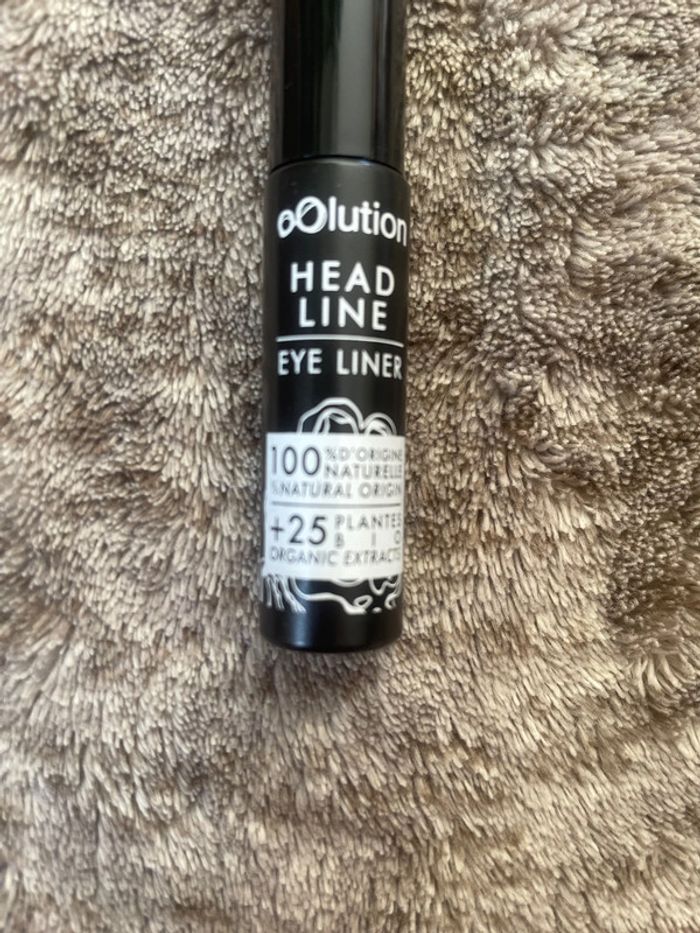 oOlution
HEAD
LINE
EYE LINER
100 %D'ORIGINE
NATURELLE
%NATURAL ORIGIN
+25 PLANTES
BIO
ORGANIC EXTRACTS